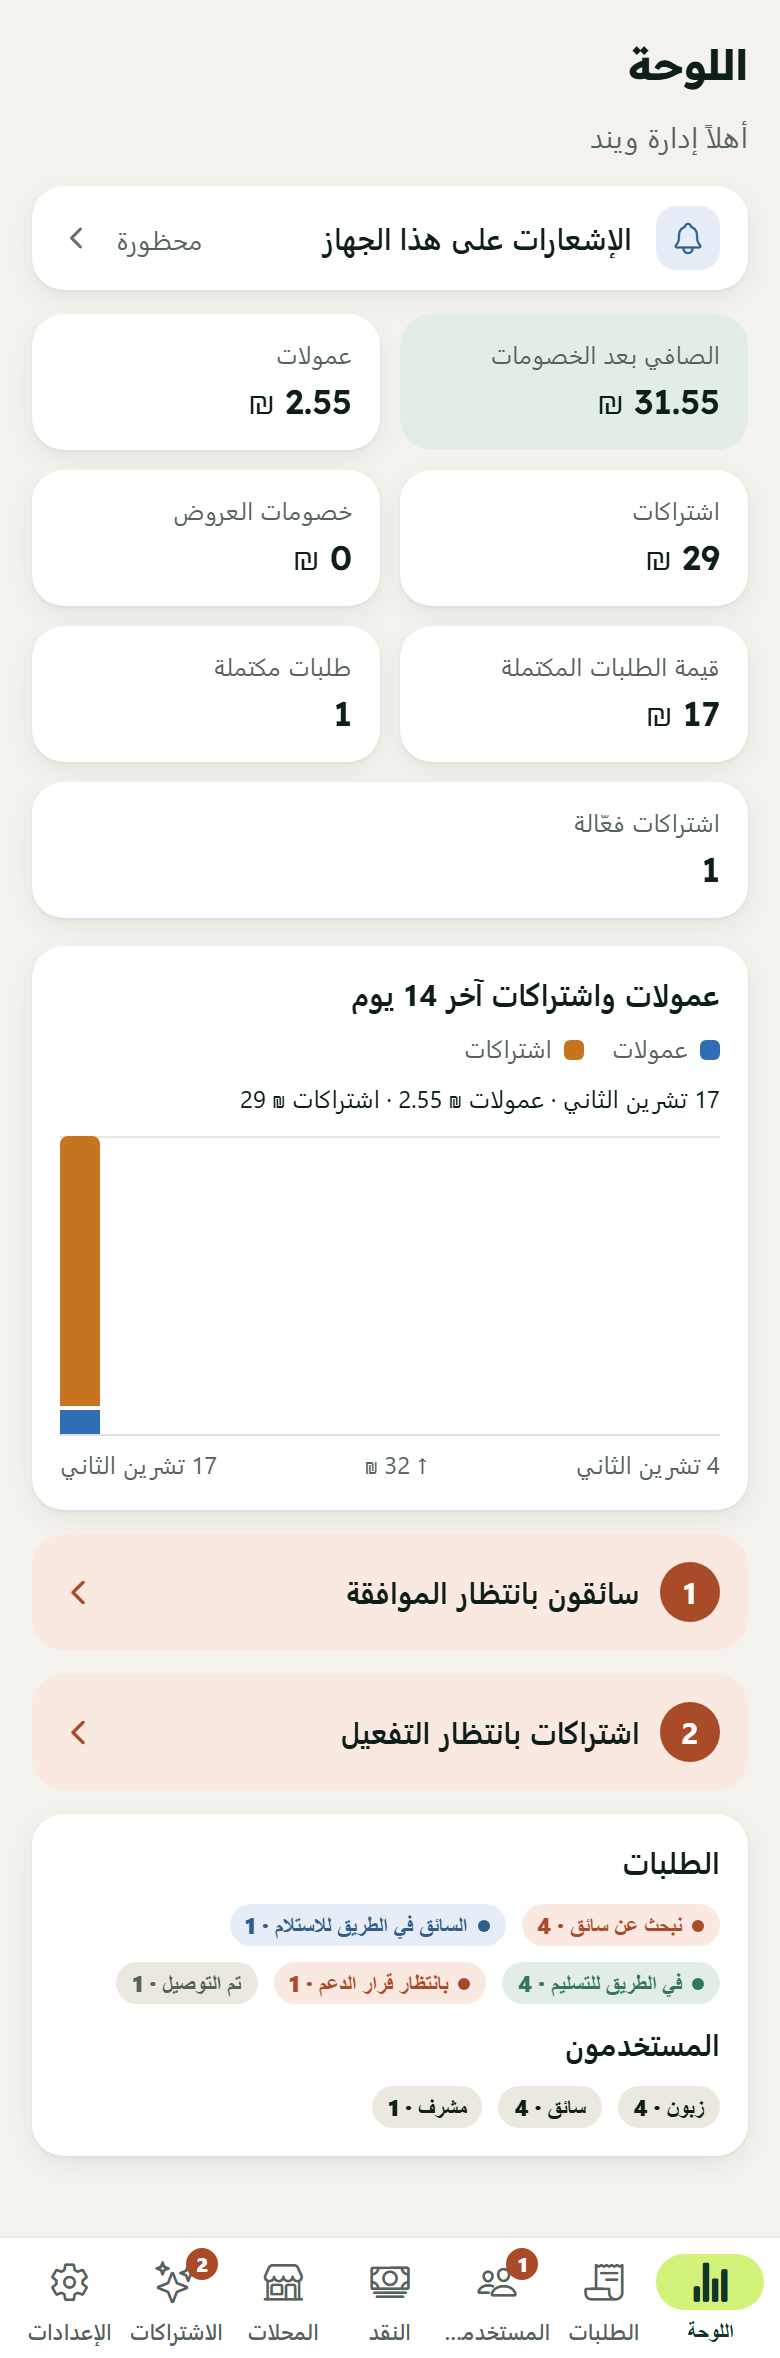 اللوحة
أهلاً إدارة ويند
الإشعارات على هذا الجهاز محظورة
الصافي بعد الخصومات
31.55 ₪
عمولات
2.55 ₪
اشتراكات
29 ₪
خصومات العروض
0 ₪
قيمة الطلبات المكتملة
17 ₪
طلبات مكتملة
1
اشتراكات فعّالة
1
عمولات واشتراكات آخر 14 يوم
عمولات اشتراكات
17 تشرين الثاني · عمولات ₪ 2.55 · اشتراكات ₪ 29
4 تشرين الثاني ↑ 32 ₪ 17 تشرين الثاني
1 سائقون بانتظار الموافقة
2 اشتراكات بانتظار التفعيل
الطلبات
نبحث عن سائق · 4 السائق في الطريق للاستلام · 1
في الطريق للتسليم · 4 بانتظار قرار الدعم · 1 تم التوصيل · 1
المستخدمون
زبون · 4 سائق · 4 مشرف · 1
1 2
اللوحة الطلبات المستخدمـ... النقد المحلات الاشتراكات الإعدادات